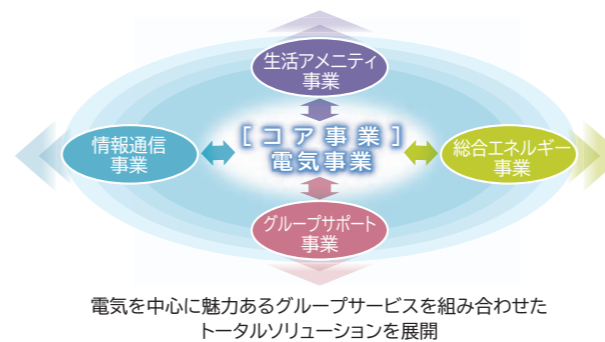 生活アメニティ
事業
情報通信
事業
[コア事業]
電気事業
総合エネルギー
事業
グループサポート
事業
電気を中心に魅力あるグループサービスを組み合わせた
トータルソリューションを展開